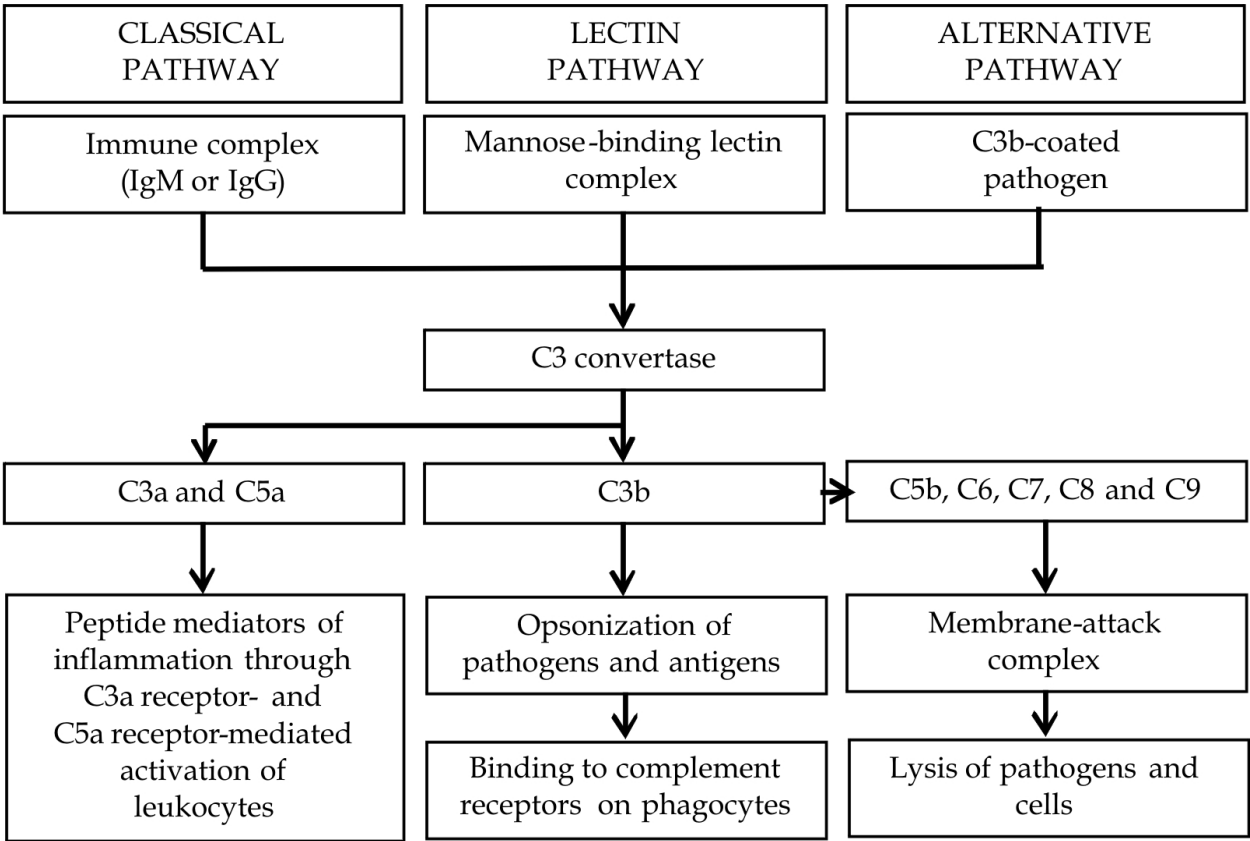 CLASSICAL
PATHWAY
LECTIN
PATHWAY
ALTERNATIVE
PATHWAY
Immune complex
(IgM or IgG)
Mannose-binding lectin
complex
C3b-coated
pathogen
C3 convertase
C3a and C5a
C3b
C5b, C6, C7, C8 and C9
Peptide mediators of
inflammation through
C3a receptor- and
C5a receptor-mediated
activation of
leukocytes
Opsonization of
pathogens and antigens
Membrane-attack
complex
Binding to complement
receptors on phagocytes
Lysis of pathogens and
cells